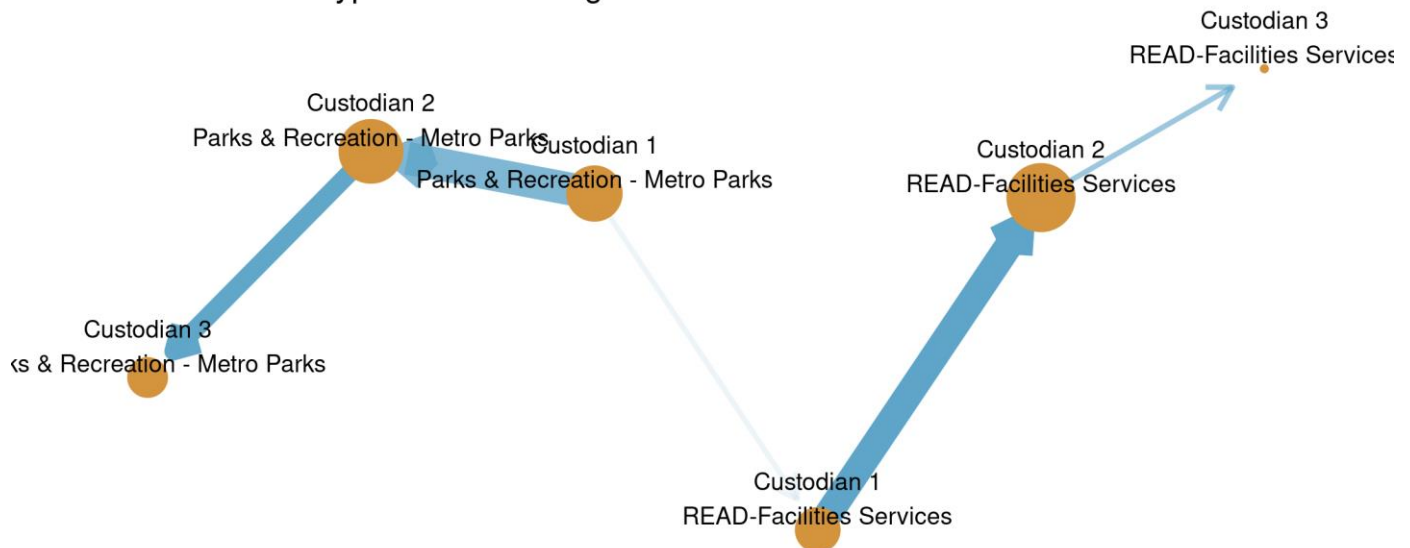 Custodian 3
READ-Facilities Services
Custodian 2
Parks & Recreation - Metro Parks
Custodian 1
Parks & Recreation - Metro Parks
Custodian 2
READ-Facilities Services
Custodian 3
& Recreation - Metro Parks
Custodian 1
READ-Facilities Services